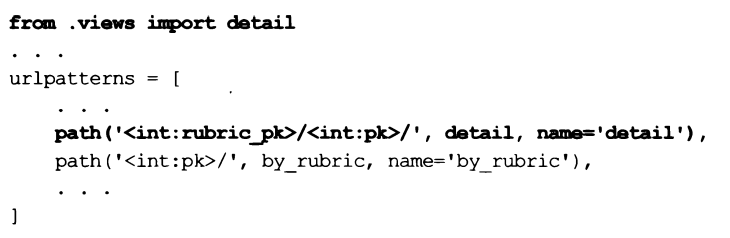 from .views import detail
. . .
urlpatterns = [
    . . .
    path('<int:rubric_pk>/<int:pk>/', detail, name='detail'),
    path('<int:pk>/', by_rubric, name='by_rubric'),
    . . .
]